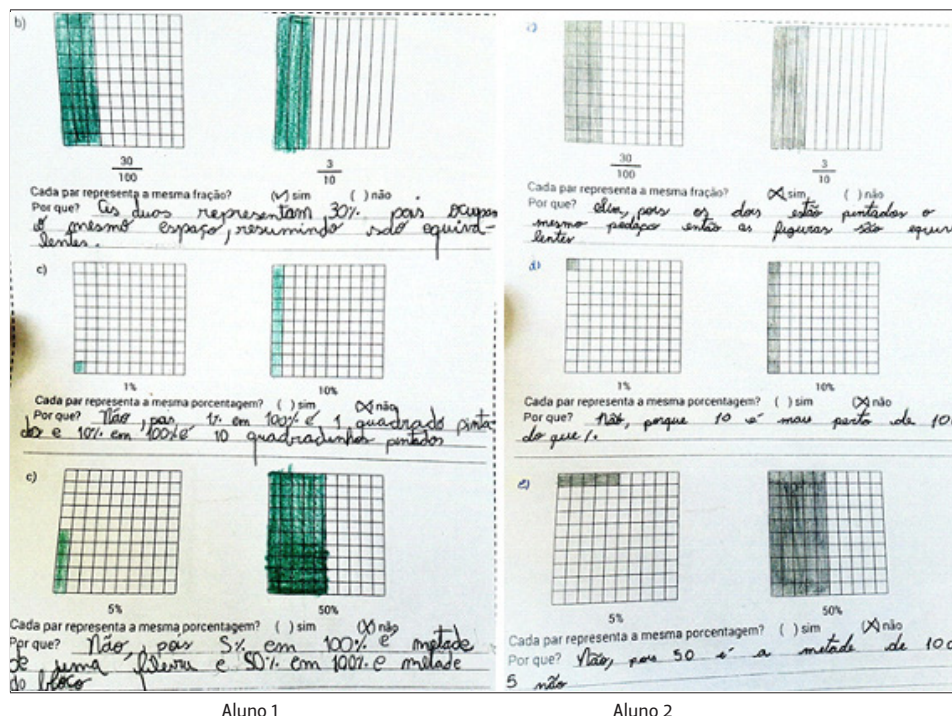 b)
30
100
3
10
Cada par representa a mesma fração? (✓) sim ( ) não
Por que? As duas representam 30% pois ocupam
o mesmo espaço, resumindo são equiva-
lentes.
c)
1%
10%
Cada par representa a mesma porcentagem? ( ) sim (X) não
Por que? Não, pois 1% em 100% é 1 quadrado pinta
do e 10% em 100% é 10 quadradinhos pintados
c)
5%
50%
Cada par representa a mesma porcentagem? ( ) sim (X) não
Por que? Não, pois 5% em 100% é metade
de uma fileira e 50% em 100% e metade
do bloco
Aluno 1
30
100
3
10
Cada par representa a mesma fração? (X) sim ( ) não
Por que? Sim, pois os dois estão pintados o
mesmo pedaço então as figuras são equiva
lentes
d)
1%
10%
Cada par representa a mesma porcentagem? ( ) sim (X) não
Por que? Não, porque 10 é mais perto de 10
do que 1.
e)
5%
50%
Cada par representa a mesma porcentagem? ( ) sim (X) não
Por que? Não, pois 50 é a metade de 100
5 não
Aluno 2